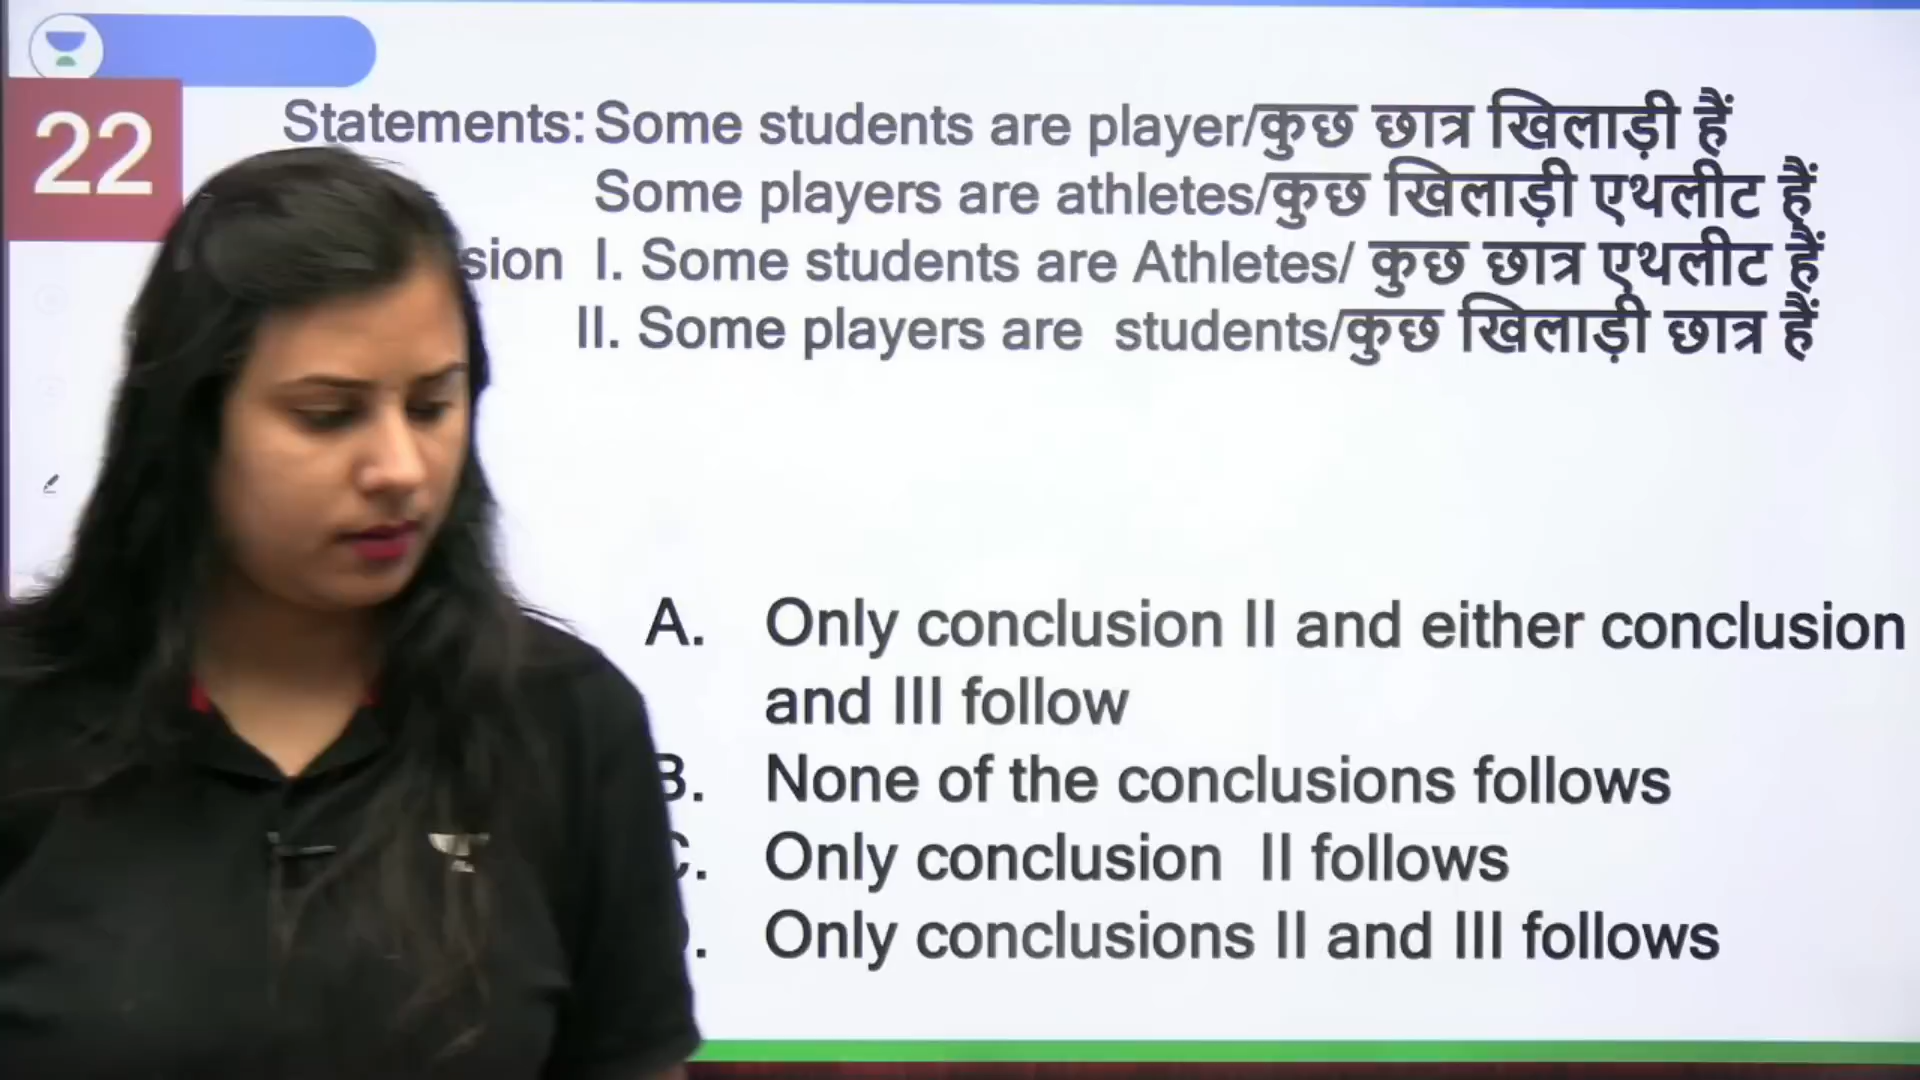 22
Statements: Some students are player/कुछ छात्र खिलाड़ी हैं
Some players are athletes/कुछ खिलाड़ी एथलीट हैं
sion I. Some students are Athletes/ कुछ छात्र एथलीट हैं
II. Some players are students/कुछ खिलाड़ी छात्र हैं
A. Only conclusion II and either conclusion
and III follow
B. None of the conclusions follows
C. Only conclusion II follows
. Only conclusions II and III follows